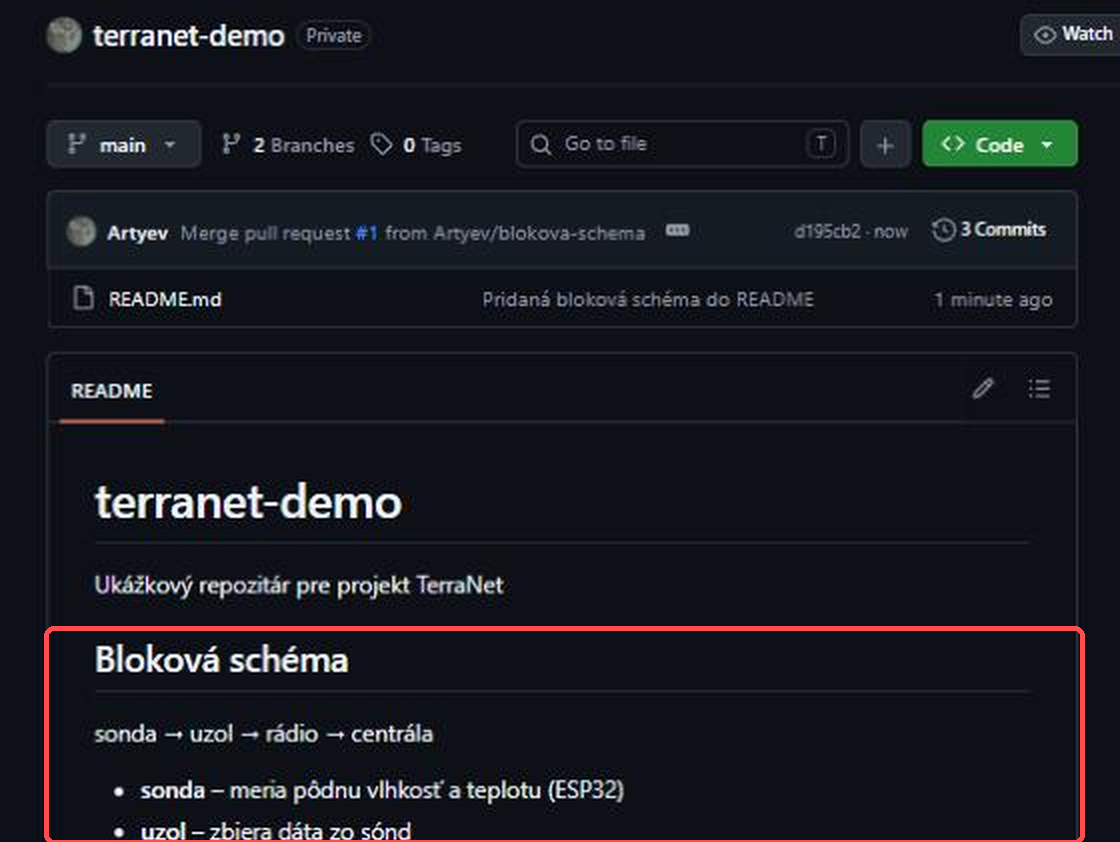 terranet-demo Private Watch
main 2 Branches 0 Tags Go to file T + Code
Artyev Merge pull request #1 from Artyev/blokova-schema d195cb2 · now 3 Commits
README.md Pridaná bloková schéma do README 1 minute ago
README
terranet-demo
Ukážkový repozitár pre projekt TerraNet
Bloková schéma
sonda → uzol → rádio → centrála
• sonda – meria pôdnu vlhkosť a teplotu (ESP32)
• uzol – zbiera dáta zo sónd